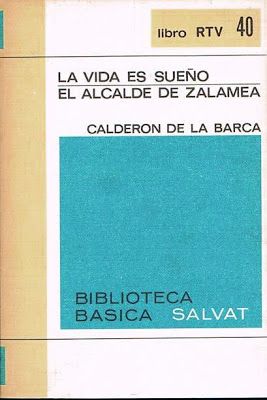 libro RTV 40
LA VIDA ES SUEÑO
EL ALCALDE DE ZALAMEA
CALDERON DE LA BARCA
BIBLIOTECA
BASICA SALVAT